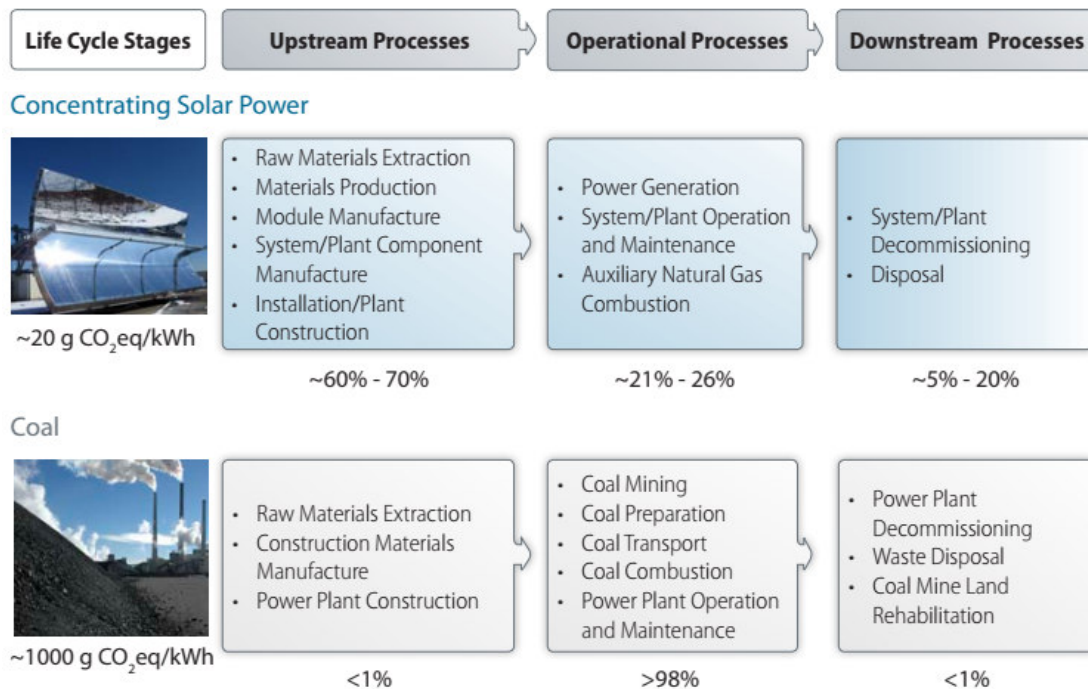 Life Cycle Stages
Upstream Processes
Operational Processes
Downstream Processes
Concentrating Solar Power
~20 g CO₂eq/kWh
• Raw Materials Extraction
• Materials Production
• Module Manufacture
• System/Plant Component
Manufacture
• Installation/Plant
Construction
~60% - 70%
• Power Generation
• System/Plant Operation
and Maintenance
• Auxiliary Natural Gas
Combustion
~21% - 26%
• System/Plant
Decommissioning
• Disposal
~5% - 20%
Coal
~1000 g CO₂eq/kWh
• Raw Materials Extraction
• Construction Materials
Manufacture
• Power Plant Construction
<1%
• Coal Mining
• Coal Preparation
• Coal Transport
• Coal Combustion
• Power Plant Operation
and Maintenance
>98%
• Power Plant
Decommissioning
• Waste Disposal
• Coal Mine Land
Rehabilitation
<1%